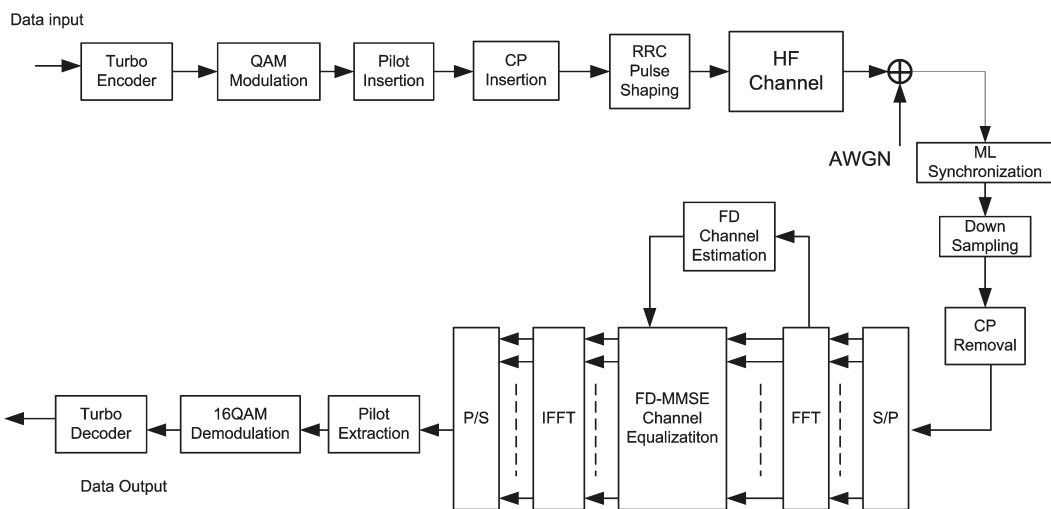 Data input
Turbo
Encoder
QAM
Modulation
Pilot
Insertion
CP
Insertion
RRC
Pulse
Shaping
HF
Channel
AWGN
ML
Synchronization
Down
Sampling
CP
Removal
FD
Channel
Estimation
S/P
FFT
FD-MMSE
Channel
Equalizatiton
IFFT
P/S
Pilot
Extraction
16QAM
Demodulation
Turbo
Decoder
Data Output